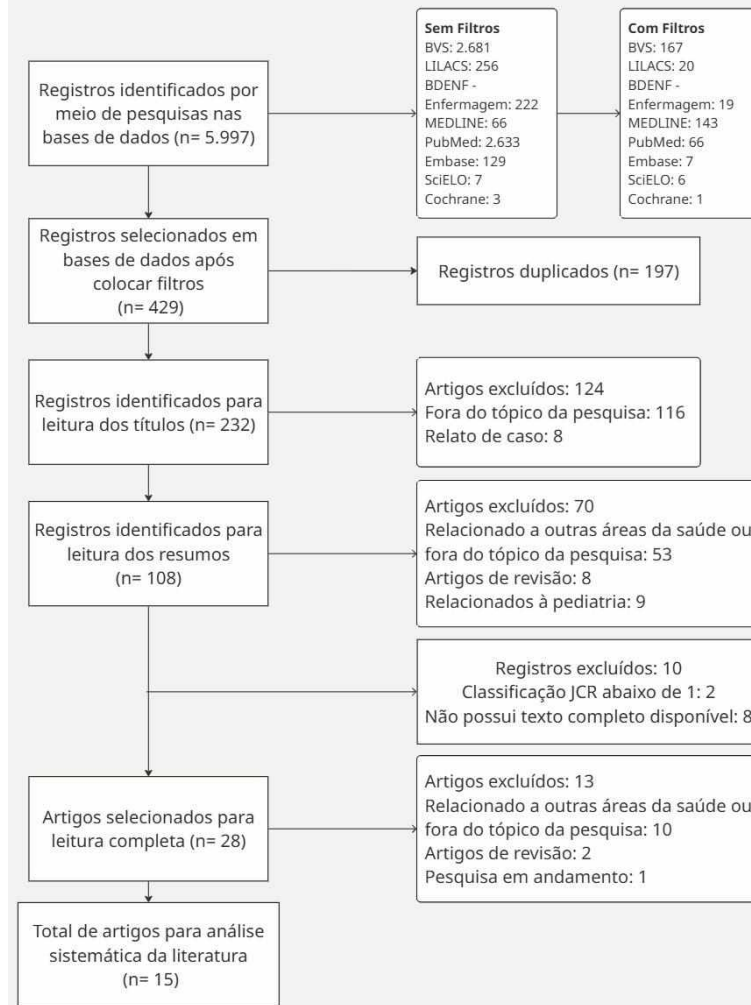 Registros identificados por
meio de pesquisas nas
bases de dados (n= 5.997)
Sem Filtros
BVS: 2.681
LILACS: 256
BDENF -
Enfermagem: 222
MEDLINE: 66
PubMed: 2.633
Embase: 129
SciELO: 7
Cochrane: 3
Com Filtros
BVS: 167
LILACS: 20
BDENF -
Enfermagem: 19
MEDLINE: 143
PubMed: 66
Embase: 7
SciELO: 6
Cochrane: 1
Registros selecionados em
bases de dados após
colocar filtros
(n= 429)
Registros duplicados (n= 197)
Registros identificados para
leitura dos títulos (n= 232)
Artigos excluídos: 124
Fora do tópico da pesquisa: 116
Relato de caso: 8
Registros identificados para
leitura dos resumos
(n= 108)
Artigos excluídos: 70
Relacionado a outras áreas da saúde ou
fora do tópico da pesquisa: 53
Artigos de revisão: 8
Relacionados à pediatria: 9
Registros excluídos: 10
Classificação JCR abaixo de 1: 2
Não possui texto completo disponível: 8
Artigos selecionados para
leitura completa (n= 28)
Artigos excluídos: 13
Relacionado a outras áreas da saúde ou
fora do tópico da pesquisa: 10
Artigos de revisão: 2
Pesquisa em andamento: 1
Total de artigos para análise
sistemática da literatura
(n= 15)